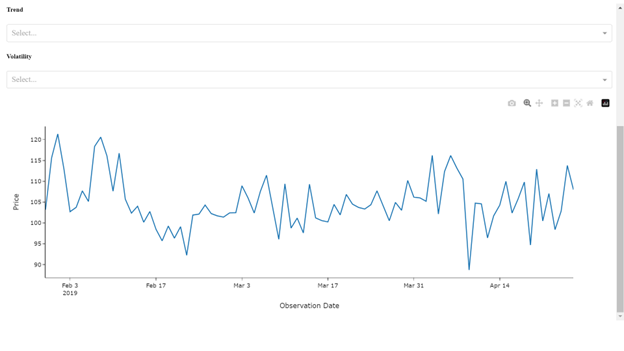 Trend
Select...
Volatility
Select...
120
115
110
105
100
95
90
Price
Feb 3
2019
Feb 17
Mar 3
Mar 17
Mar 31
Apr 14
Observation Date